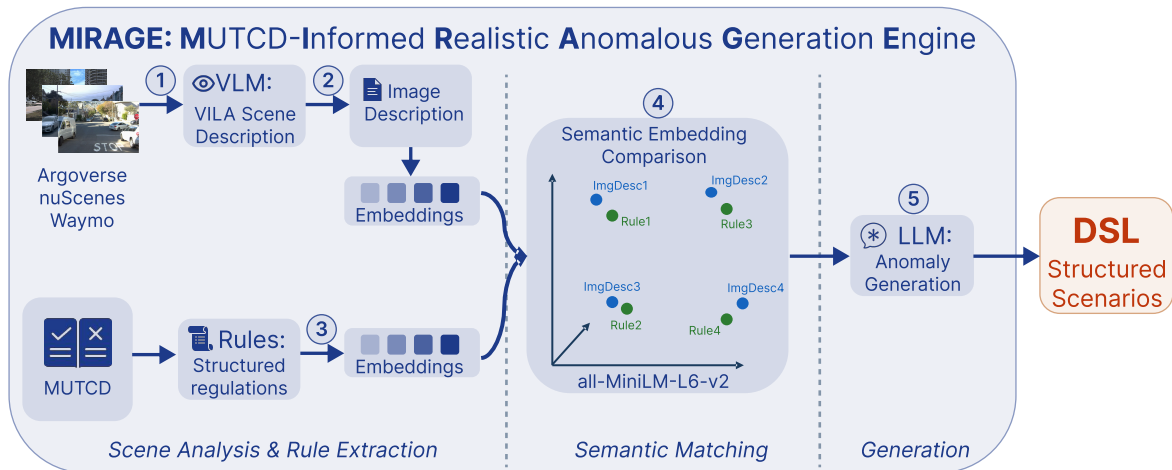 MIRAGE: MUTCD-Informed Realistic Anomalous Generation Engine
1
VLM:
VILA Scene
Description
2
Image
Description
Argoverse
nuScenes
Waymo
STOP
Embeddings
MUTCD
Rules:
Structured
regulations
3
Embeddings
4
Semantic Embedding
Comparison
ImgDesc1
Rule1
ImgDesc2
Rule3
ImgDesc3
Rule2
ImgDesc4
Rule4
all-MiniLM-L6-v2
5
LLM:
Anomaly
Generation
DSL
Structured
Scenarios
Scene Analysis & Rule Extraction
Semantic Matching
Generation